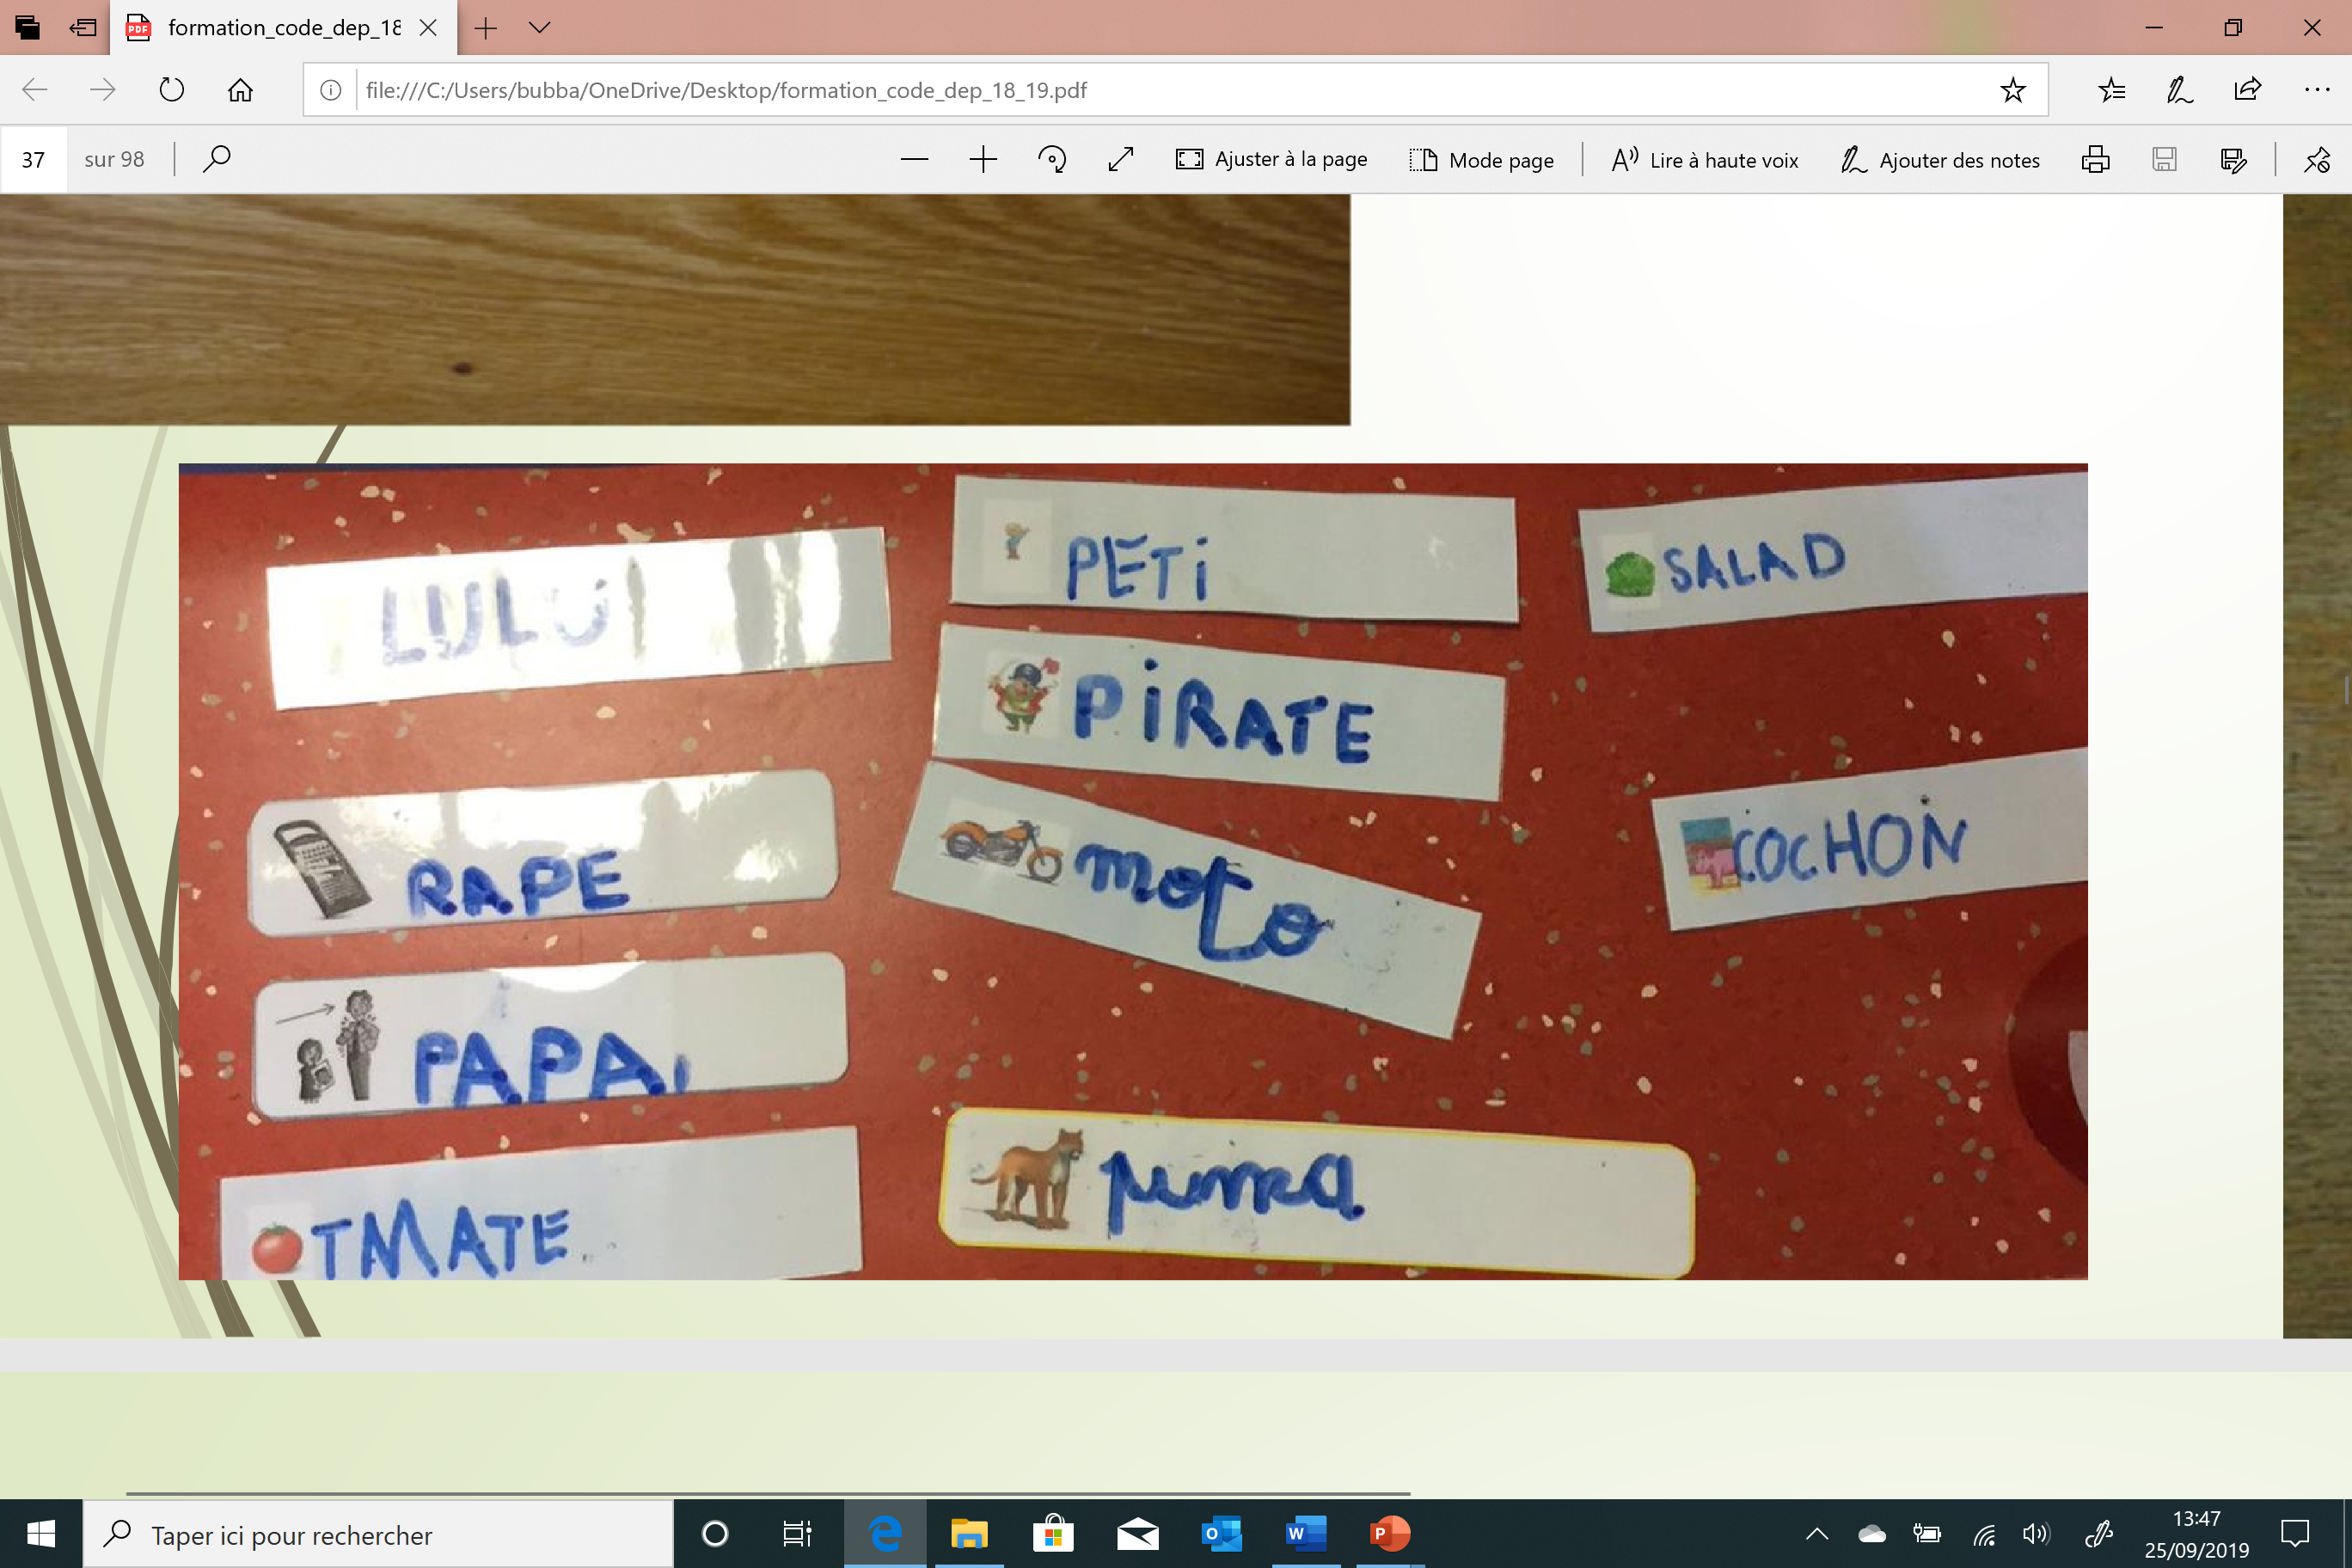 formation_code_dep_18
file:///C:/Users/bubba/OneDrive/Desktop/formation_code_dep_18_19.pdf
37 sur 98
Ajuster à la page
Mode page
Lire à haute voix
Ajouter des notes
LULU
PETi
SALAD
PiRATE
RAPE
moto
COCHON
PAPA
TMATE
puma
Taper ici pour rechercher
13:47
25/09/2019